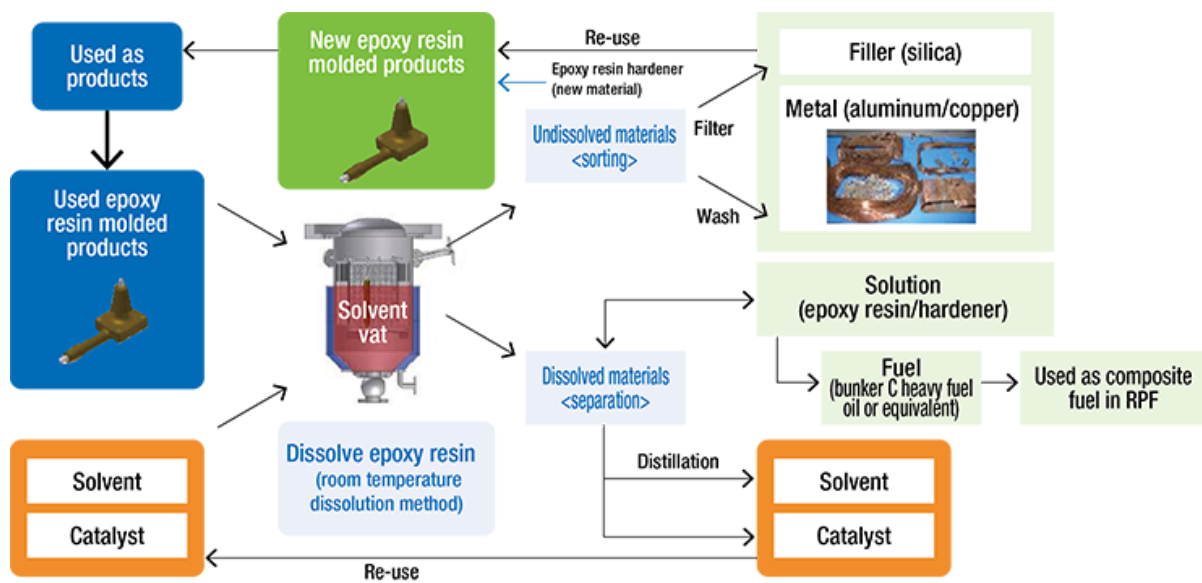 Used as
products
New epoxy resin
molded products
Re-use
Epoxy resin hardener
(new material)
Filler (silica)
Metal (aluminum/copper)
Undissolved materials
<sorting>
Filter
Wash
Used epoxy
resin molded
products
Solvent
vat
Solution
(epoxy resin/hardener)
Dissolved materials
<separation>
Fuel
(bunker C heavy fuel
oil or equivalent)
Used as composite
fuel in RPF
Dissolve epoxy resin
(room temperature
dissolution method)
Solvent
Catalyst
Distillation
Solvent
Catalyst
Re-use